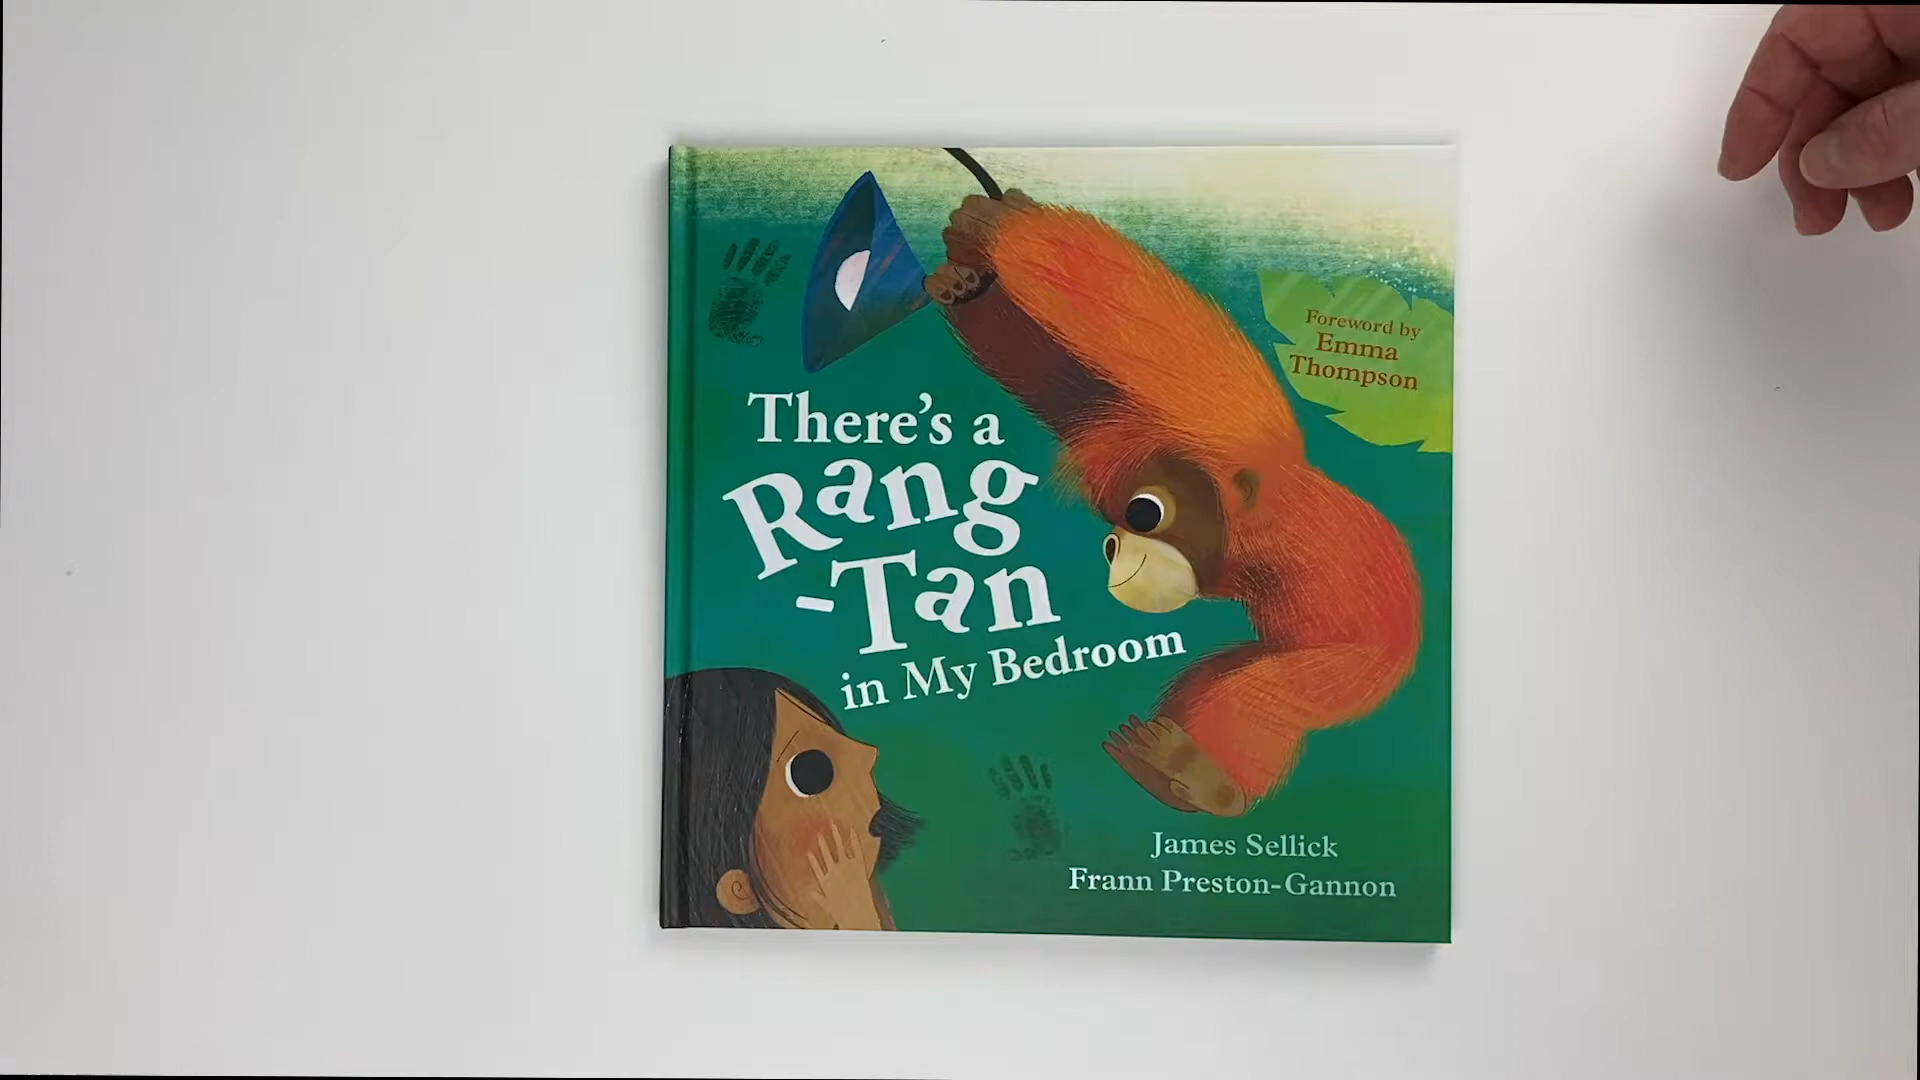 Foreword by
Emma
Thompson
There's a
Rang
-Tan
in My Bedroom
James Sellick
Frann Preston-Gannon